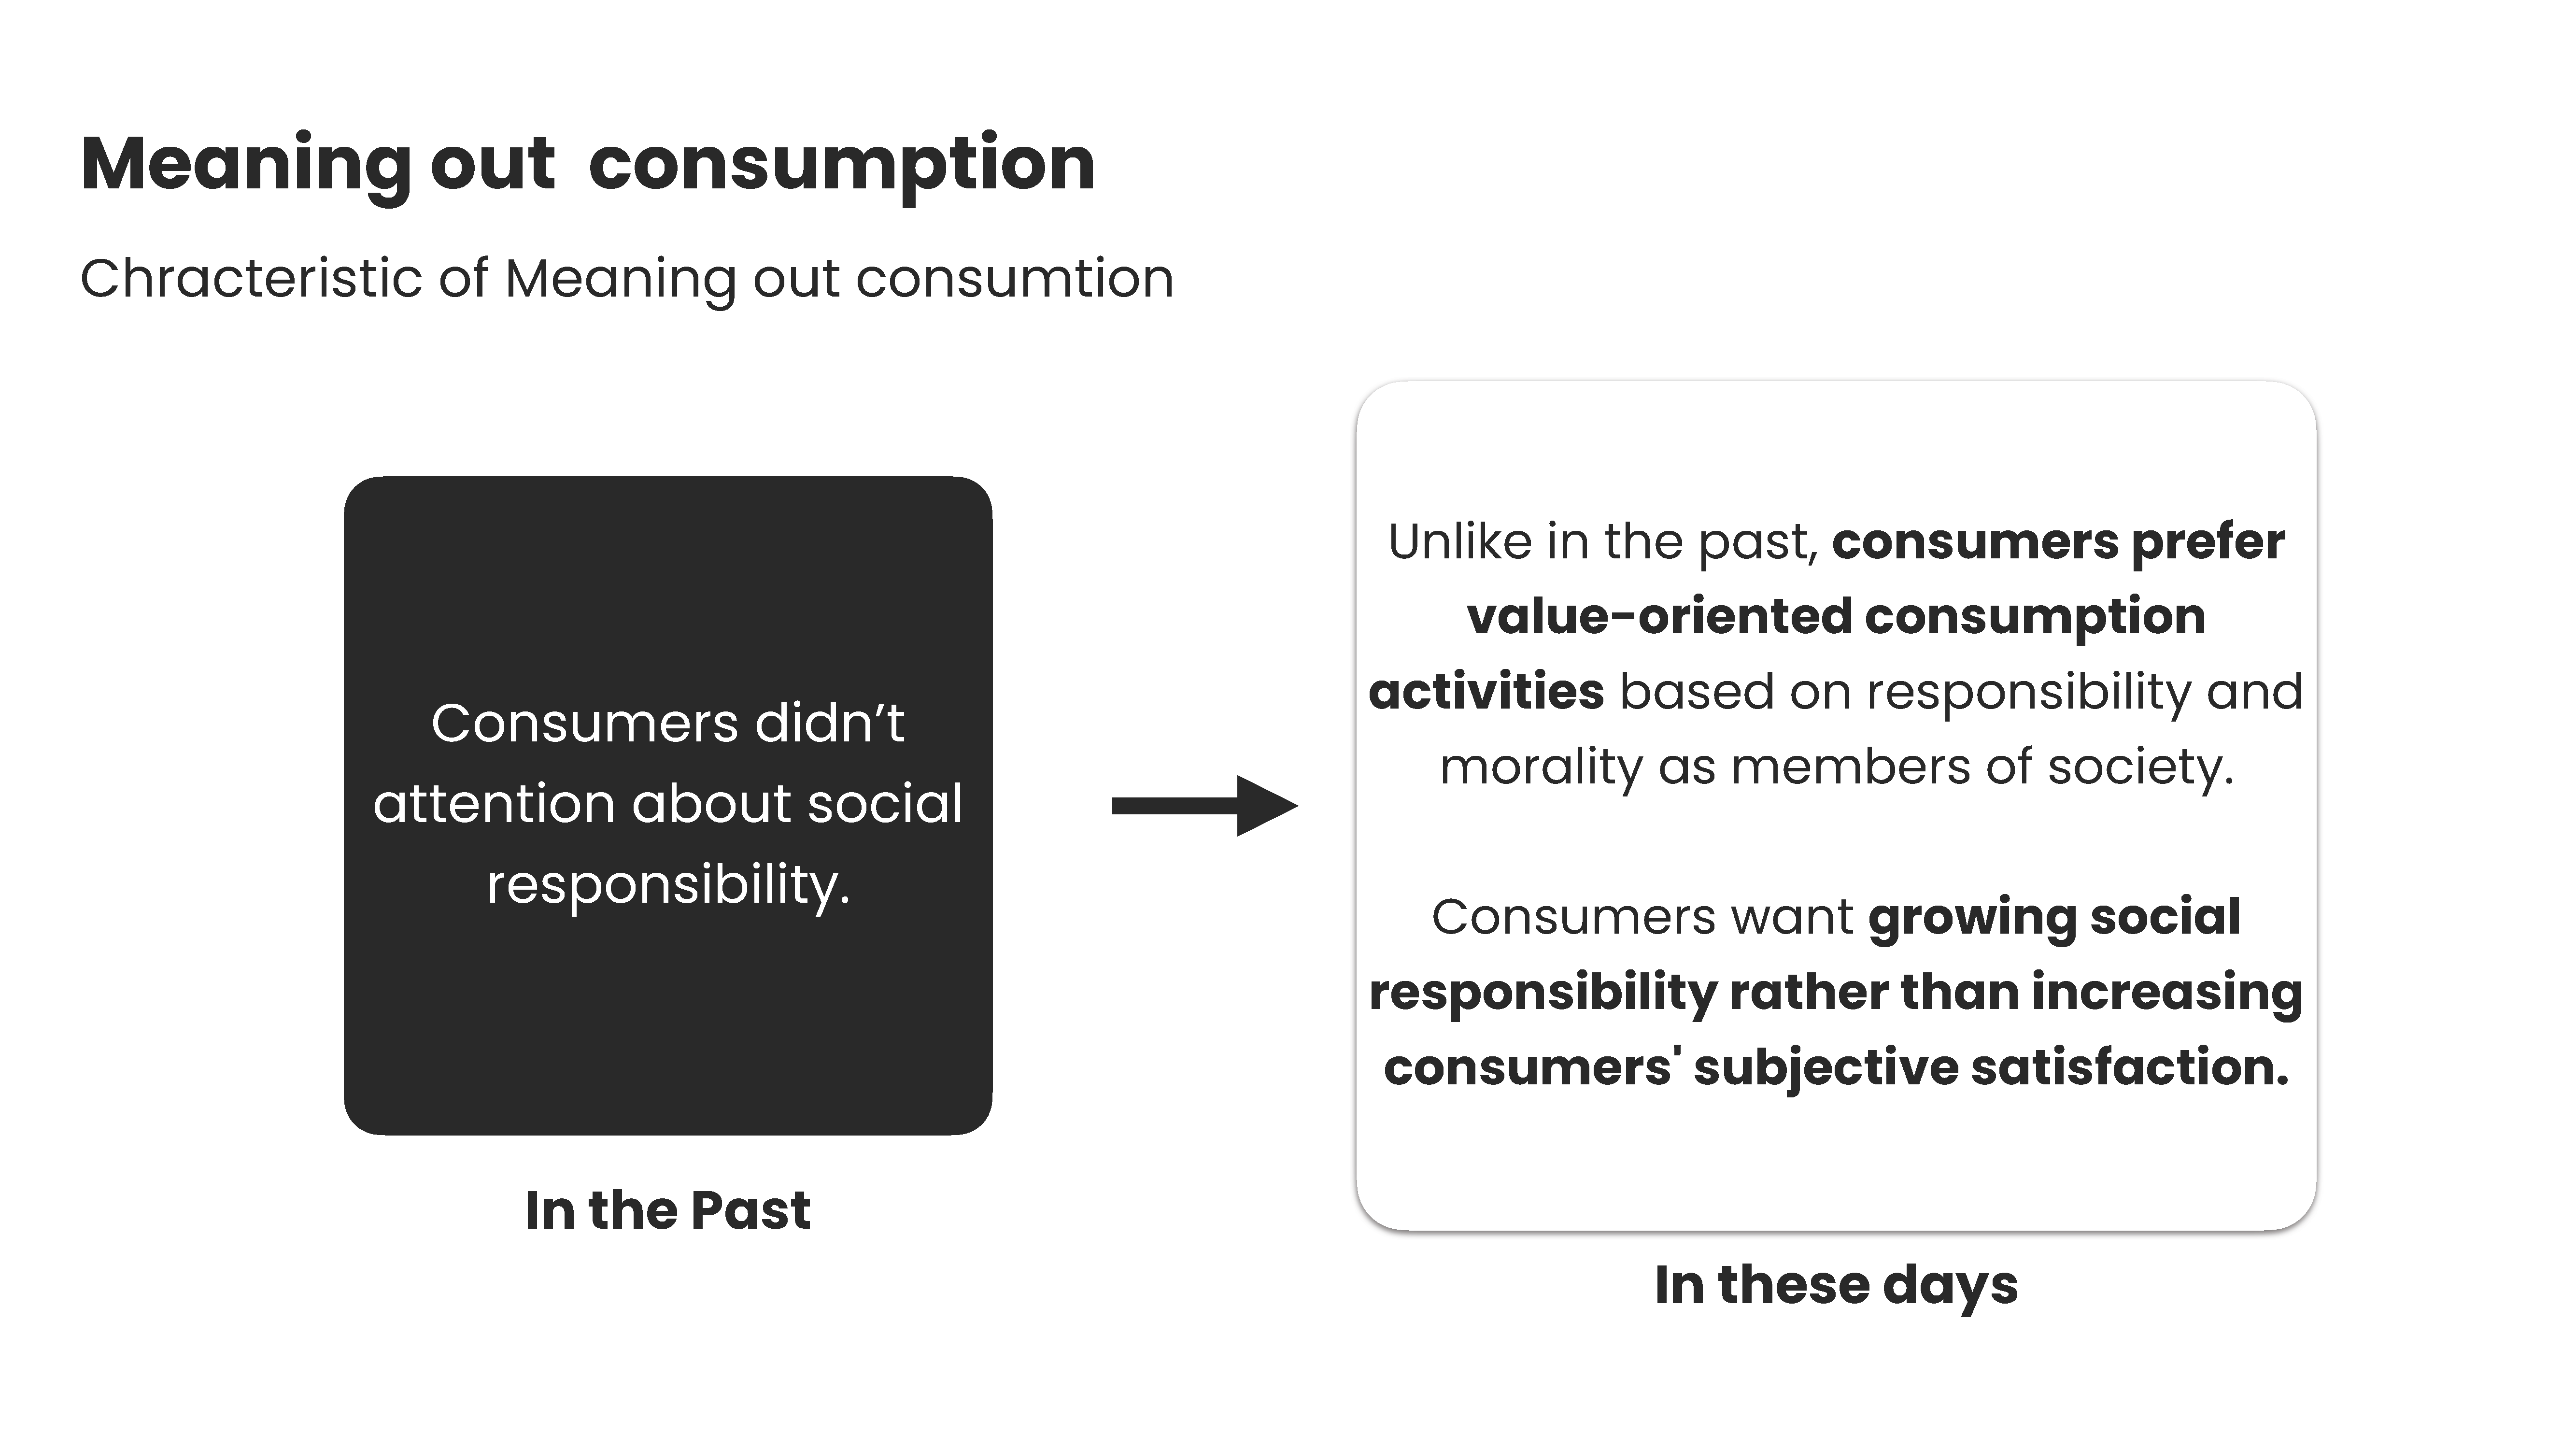 Meaning out  consumption
Chracteristic of Meaning out consumtion
Consumers didn’t
attention about social
responsibility.
In the Past
Unlike in the past, consumers prefer
value-oriented consumption
activities based on responsibility and
morality as members of society.
Consumers want growing social
responsibility rather than increasing
consumers' subjective satisfaction.
In these days